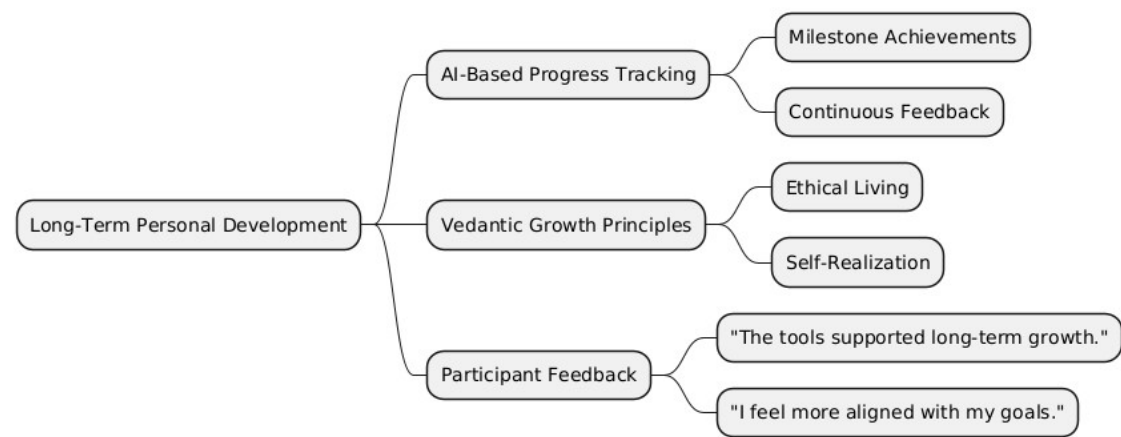 Long-Term Personal Development
AI-Based Progress Tracking
Milestone Achievements
Continuous Feedback
Vedantic Growth Principles
Ethical Living
Self-Realization
Participant Feedback
"The tools supported long-term growth."
"I feel more aligned with my goals."